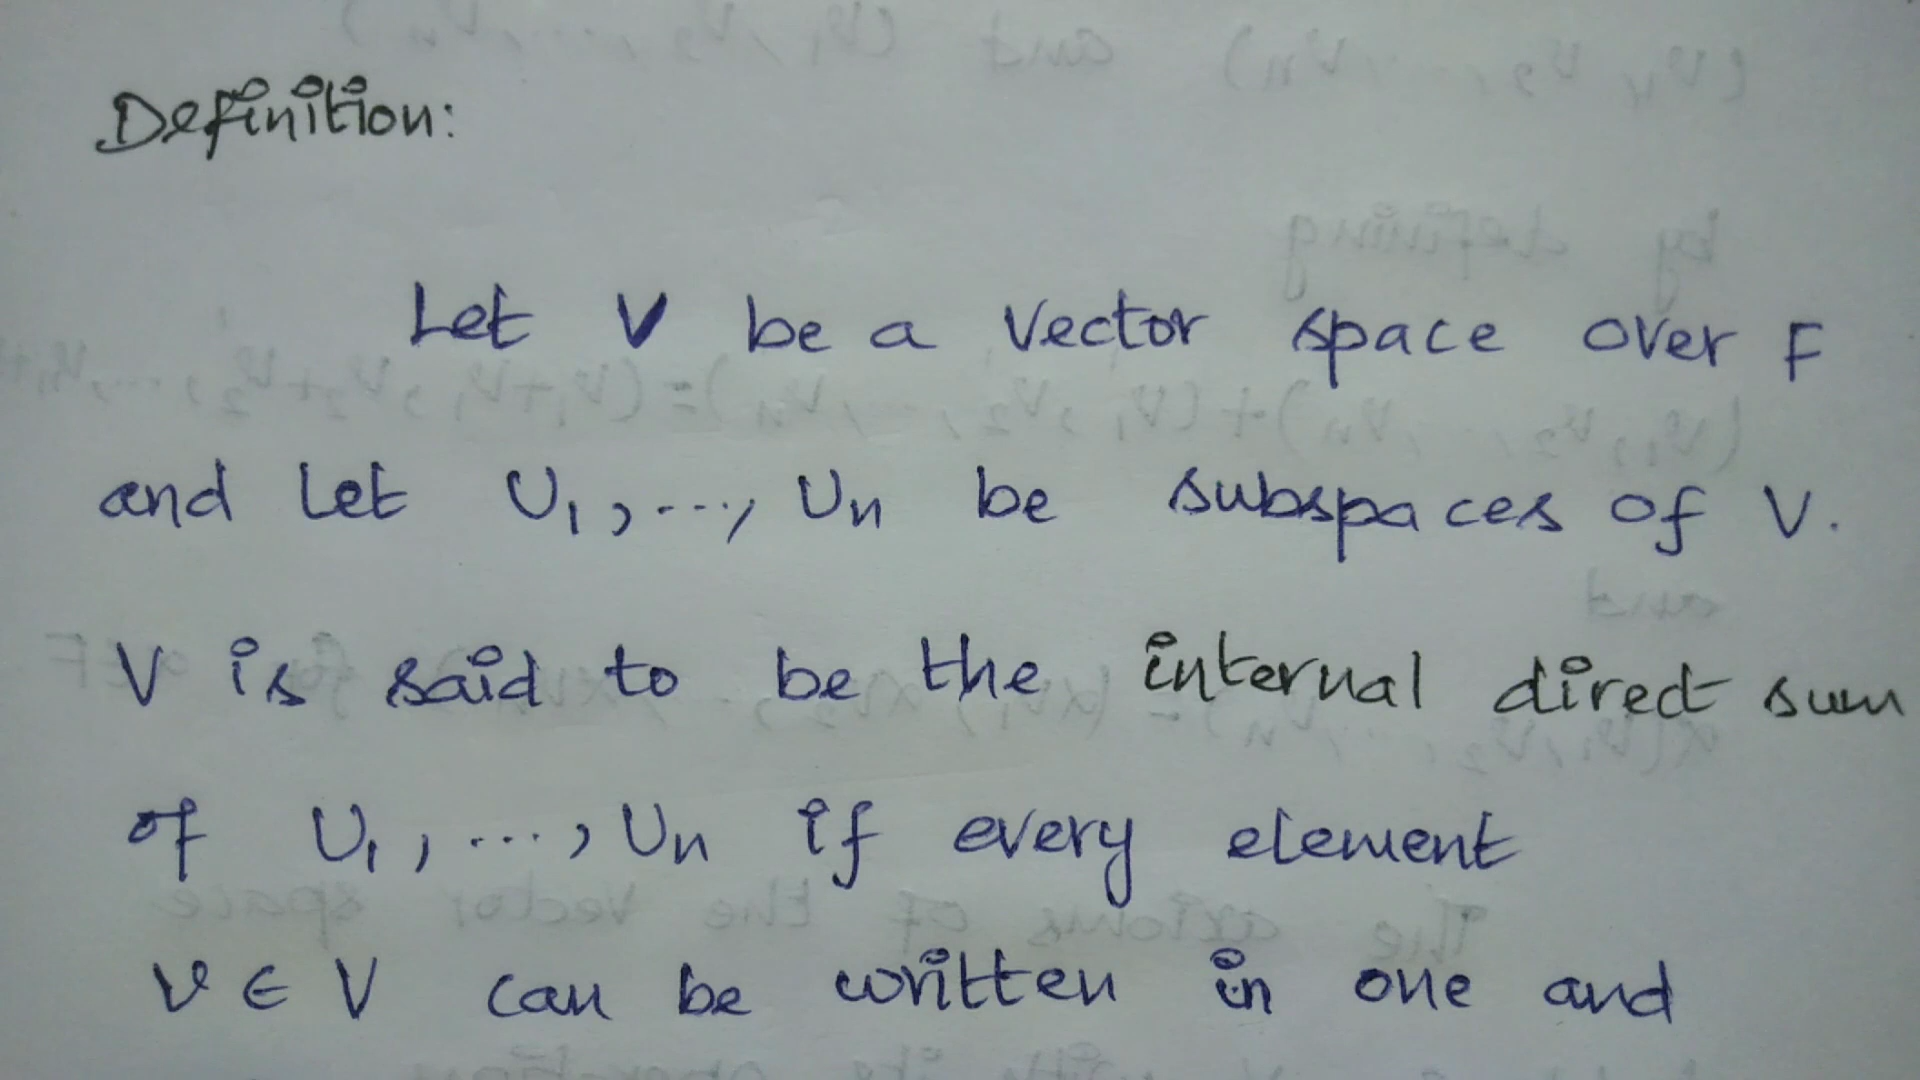 Definition:
Let V be a vector space over F
and let U₁, ..., Uₙ be subspaces of V.
V is said to be the internal direct sum
of U₁, ..., Uₙ if every element
v ∈ V can be written in one and